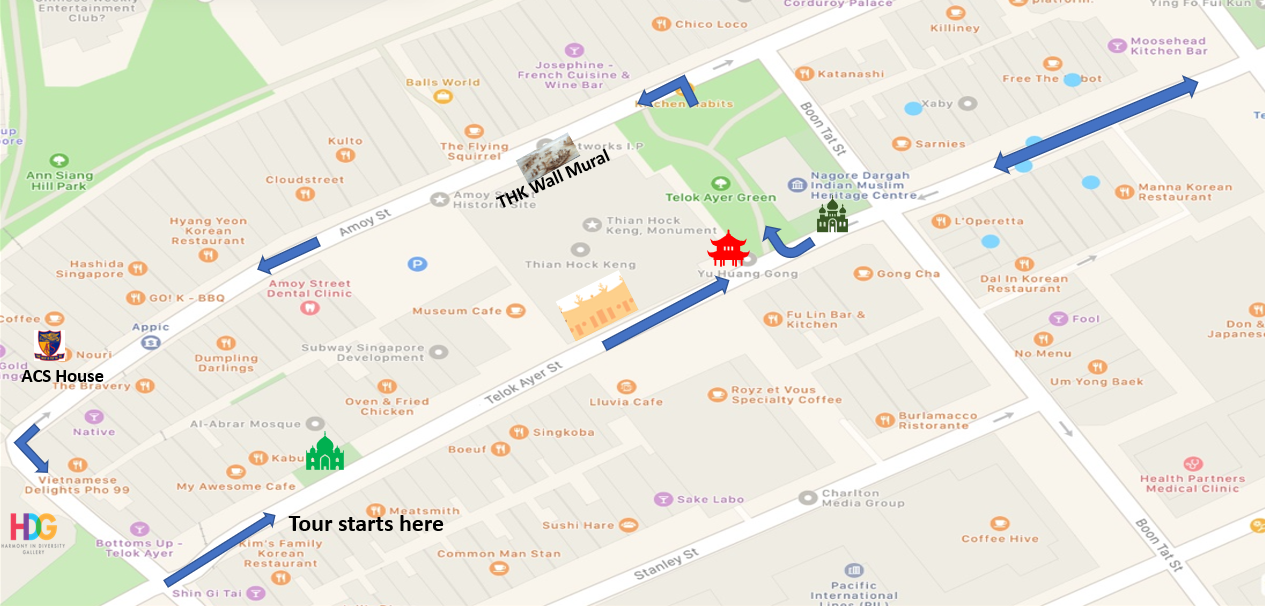 Entertainment
Club?
Chico Loco
Corduroy Palace
platform.
Ying Fo Fui Kun
Killiney
Moosehead
Kitchen Bar
Josephine -
French Cuisine &
Wine Bar
Katanashi
Free The
bot
Balls World
Kitchen Habits
Xaby
Boon Tat St
Kulto
The Flying
Squirrel
tworks I.P
Sarnies
Ann Siang
Hill Park
THK Wall Mural
Cloudstreet
Amoy St
Historic Site
Telok Ayer Green
Nagore Dargah
Indian Muslim
Heritage Centre
Manna Korean
Restaurant
Hyang Yeon
Korean
Restaurant
Amoy St
Thian Hock
Keng, Monument
L'Operetta
Hashida
Singapore
Thian Hock Keng
Yu Huang Gong
Gong Cha
Dal In Korean
Restaurant
GO! K - BBQ
Amoy Street
Dental Clinic
P
Museum Cafe
Coffee
Appic
Fu Lin Bar &
Kitchen
Fool
Don &
Japanese
Nouri
ACS House
The Bravery
Dumpling
Darlings
Subway Singapore
Development
No Menu
Telok Ayer St
Um Yong Baek
Oven & Fried
Chicken
Lluvia Cafe
Royz et Vous
Specialty Coffee
Native
Al-Abrar Mosque
Singkoba
Burlamacco
Ristorante
Boeuf
Kabu
Vietnamese
Delights Pho 99
My Awesome Cafe
Health Partners
Medical Clinic
Sake Labo
Charlton
Media Group
HDG
HARMONY IN DIVERSITY
GALLERY
Tour starts here
Meatsmith
Sushi Hare
Coffee Hive
Boon Tat St
Bottoms Up -
Telok Ayer
Kim's Family
Korean
Restaurant
Common Man Stan
Stanley St
Shin Gi Tai
Pacific
International
Lines (PIL)